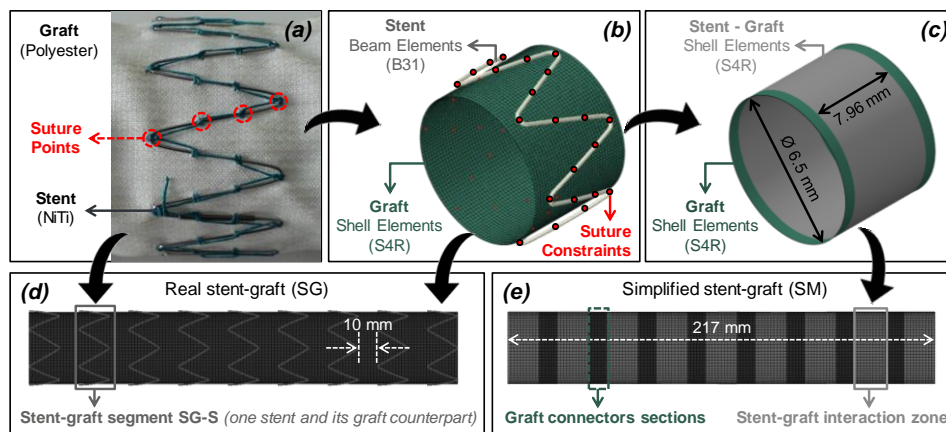 (a)
Graft
(Polyester)
Suture
Points
Stent
(NiTi)
(b)
Stent
Beam Elements
(B31)
Graft
Shell Elements
(S4R)
Suture
Constraints
(c)
Stent - Graft
Shell Elements
(S4R)
7.96 mm
Ø 6.5 mm
Graft
Shell Elements
(S4R)
(d)
Real stent-graft (SG)
10 mm
Stent-graft segment SG-S (one stent and its graft counterpart)
(e)
Simplified stent-graft (SM)
217 mm
Graft connectors sections
Stent-graft interaction zone